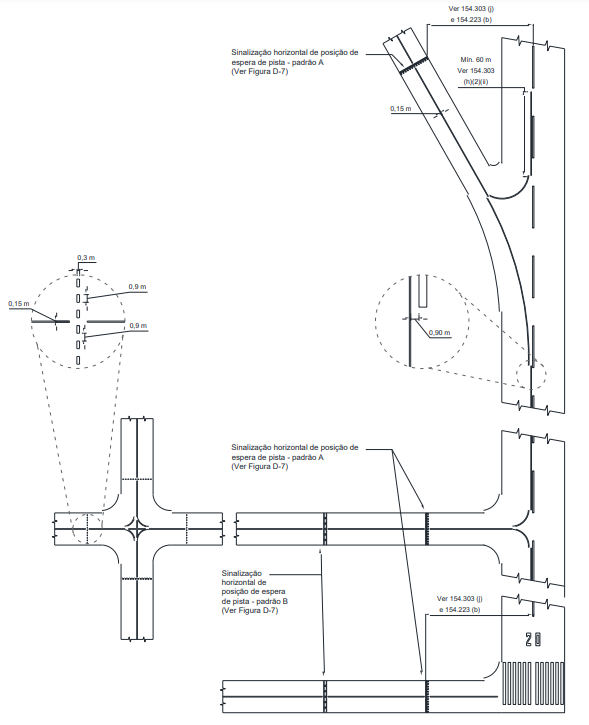 Ver 154.303 (j)
e 154.223 (b)
Sinalização horizontal de posição de
espera de pista - padrão A
(Ver Figura D-7)
Mín. 60 m
Ver 154.303
(h)(2)(ii)
0,15 m
0,3 m
0,9 m
0,15 m
0,9 m
0,90 m
Sinalização horizontal de posição de
espera de pista - padrão A
(Ver Figura D-7)
Sinalização
horizontal de
posição de espera
de pista - padrão B
(Ver Figura D-7)
Ver 154.303 (j)
e 154.223 (b)
20